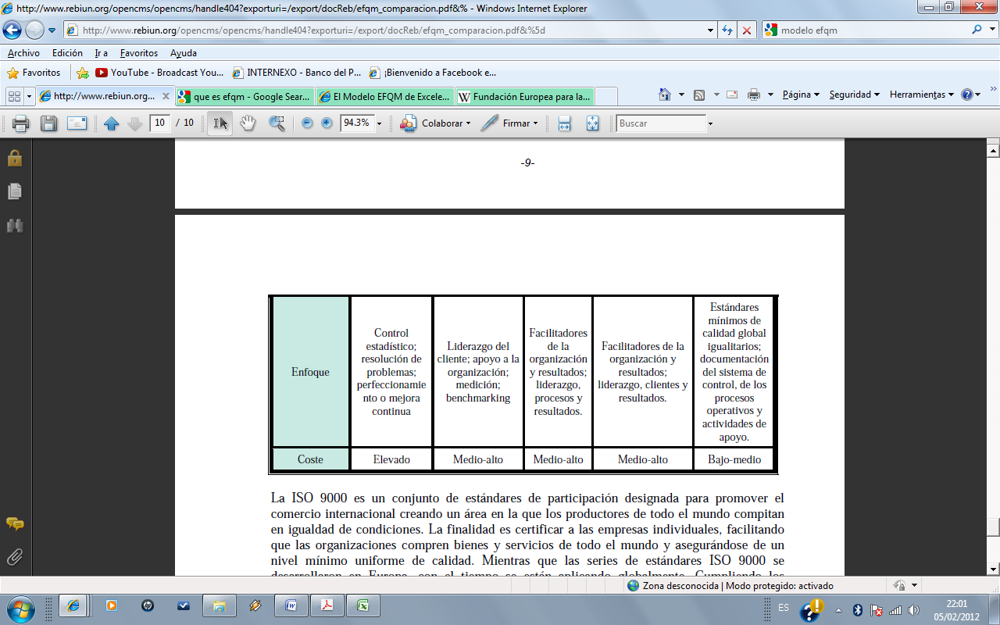 http://www.rebiun.org/opencms/opencms/handle404?exporturi=/export/docReb/efqm_comparacion.pdf&% - Windows Internet Explorer
http://www.rebiun.org/opencms/opencms/handle404?exporturi=/export/docReb/efqm_comparacion.pdf&%5d
modelo efqm
Archivo Edición Ir a Favoritos Ayuda
Favoritos YouTube - Broadcast You... INTERNEXO - Banco del P... ¡Bienvenido a Facebook e...
http://www.rebiun.org... que es efqm - Google Sear... El Modelo EFQM de Excele... W Fundación Europea para la... Página Seguridad Herramientas
10 / 10 94.3% Colaborar Firmar Buscar
-9-
Enfoque
Control
estadístico;
resolución de
problemas;
perfeccionamie
nto o mejora
continua
Liderazgo del
cliente; apoyo a la
organización;
medición;
benchmarking
Facilitadores
de la
organización
y resultados;
liderazgo,
procesos y
resultados.
Facilitadores de la
organización y
resultados;
liderazgo, clientes y
resultados.
Estándares
mínimos de
calidad global
igualitarios;
documentación
del sistema de
control, de los
procesos
operativos y
actividades de
apoyo.
Coste Elevado Medio-alto Medio-alto Medio-alto Bajo-medio
La ISO 9000 es un conjunto de estándares de participación designada para promover el
comercio internacional creando un área en la que los productores de todo el mundo compitan
en igualdad de condiciones. La finalidad es certificar a las empresas individuales, facilitando
que las organizaciones compren bienes y servicios de todo el mundo y asegurándose de un
nivel mínimo uniforme de calidad. Mientras que las series de estándares ISO 9000 se
desarrollaron en Europa, con el tiempo se están aplicando globalmente. Cumpliendo los
Zona desconocida | Modo protegido: activado
ES
22:01
05/02/2012